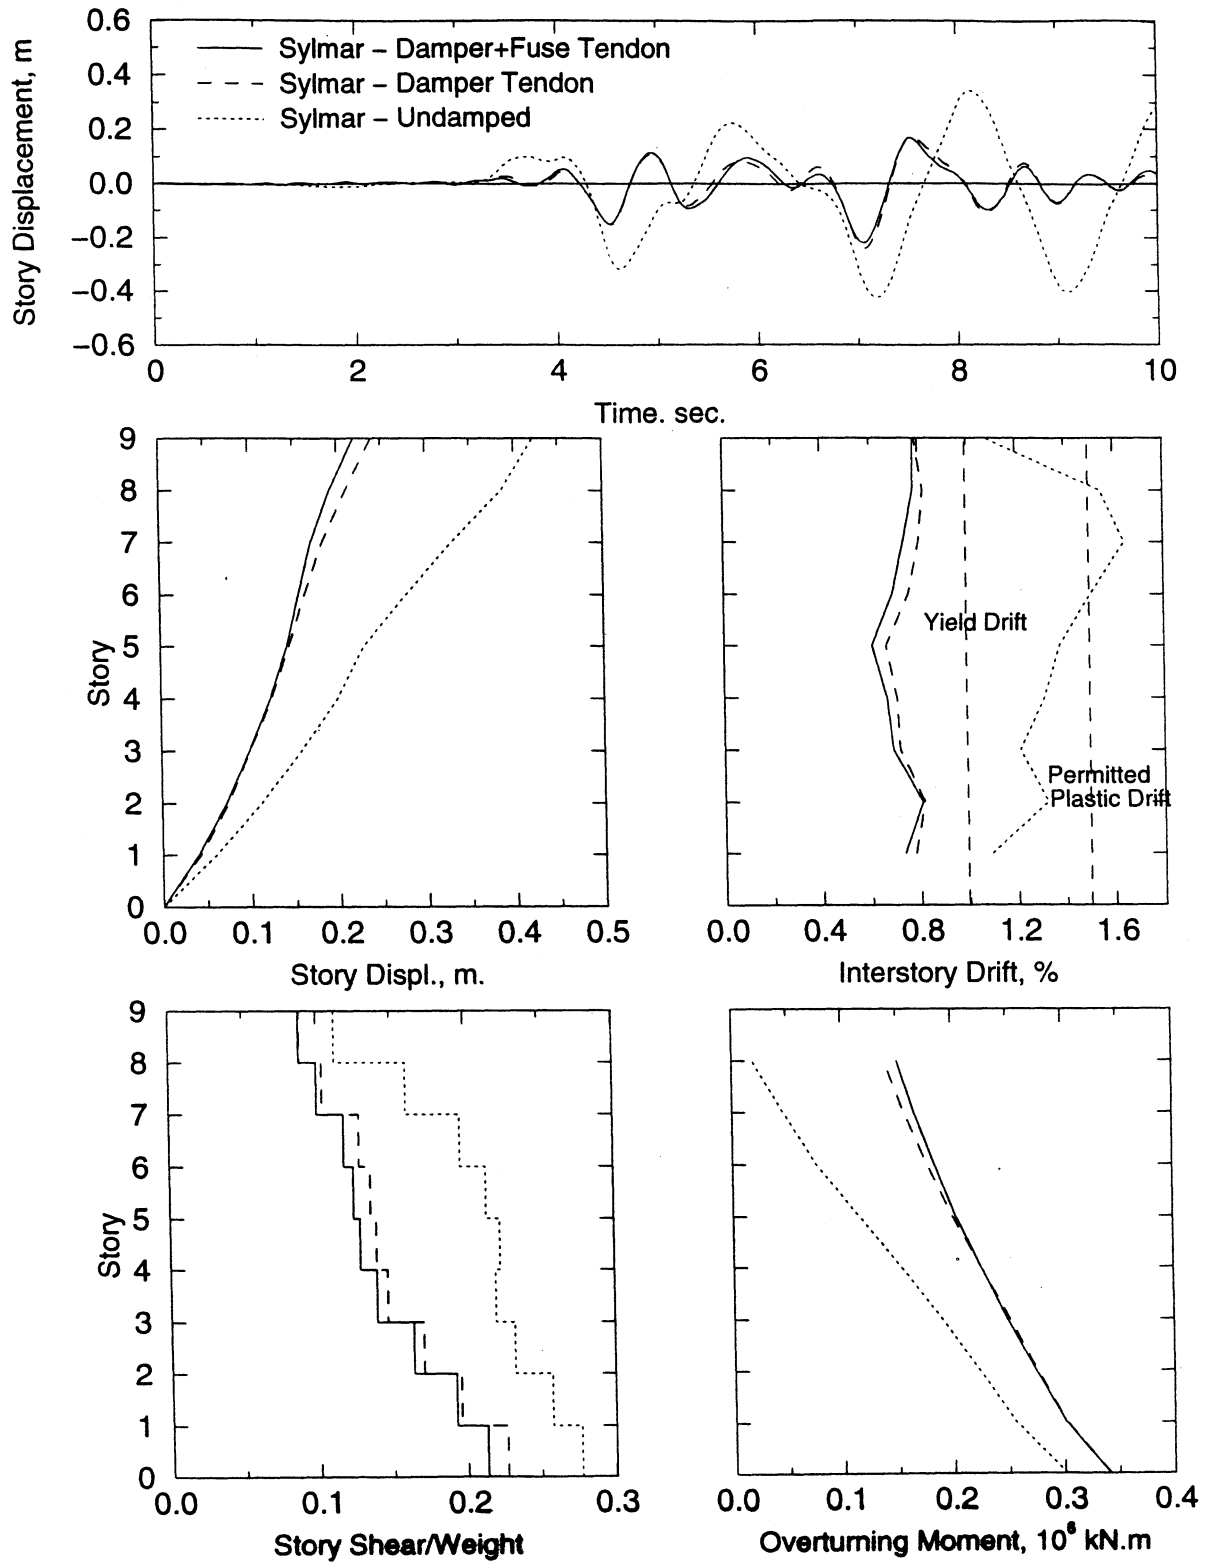 Story Displacement, m
0.6
0.4
0.2
0.0
−0.2
−0.4
−0.6
Sylmar – Damper+Fuse Tendon
Sylmar – Damper Tendon
Sylmar – Undamped
0 2 4 6 8 10
Time. sec.
Story
9
8
7
6
5
4
3
2
1
0
0.0 0.1 0.2 0.3 0.4 0.5
Story Displ., m.
Yield Drift
Permitted
Plastic Drift
0.0 0.4 0.8 1.2 1.6
Interstory Drift, %
Story
9
8
7
6
5
4
3
2
1
0
0.0 0.1 0.2 0.3
Story Shear/Weight
0.0 0.1 0.2 0.3 0.4
Overturning Moment, 10⁶ kN.m